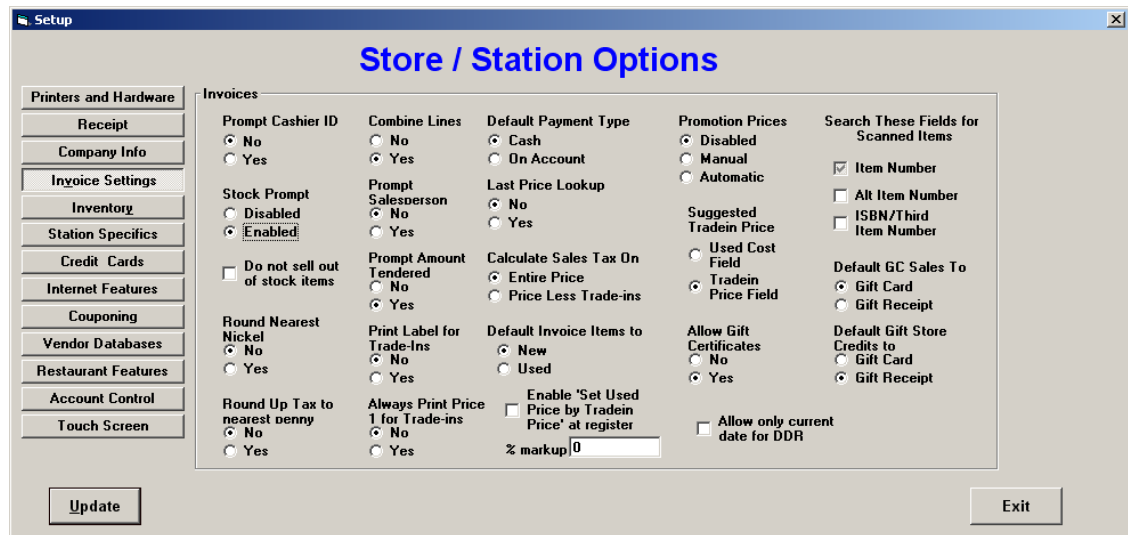 Setup
Store / Station Options
Printers and Hardware
Receipt
Company Info
Invoice Settings
Inventory
Station Specifics
Credit Cards
Internet Features
Couponing
Vendor Databases
Restaurant Features
Account Control
Touch Screen
Invoices
Prompt Cashier ID
No
Yes
Stock Prompt
Disabled
Enabled
Do not sell out
of stock items
Round Nearest
Nickel
No
Yes
Round Up Tax to
nearest penny
No
Yes
Combine Lines
No
Yes
Prompt
Salesperson
No
Yes
Prompt Amount
Tendered
No
Yes
Print Label for
Trade-Ins
No
Yes
Always Print Price
1 for Trade-ins
No
Yes
Default Payment Type
Cash
On Account
Last Price Lookup
No
Yes
Calculate Sales Tax On
Entire Price
Price Less Trade-ins
Default Invoice Items to
New
Used
Enable 'Set Used
Price by Tradein
Price' at register
% markup 0
Promotion Prices
Disabled
Manual
Automatic
Suggested
Tradein Price
Used Cost
Field
Tradein
Price Field
Allow Gift
Certificates
No
Yes
Allow only current
date for DDR
Search These Fields for
Scanned Items
Item Number
Alt Item Number
ISBN/Third
Item Number
Default GC Sales To
Gift Card
Gift Receipt
Default Gift Store
Credits to
Gift Card
Gift Receipt
Update
Exit